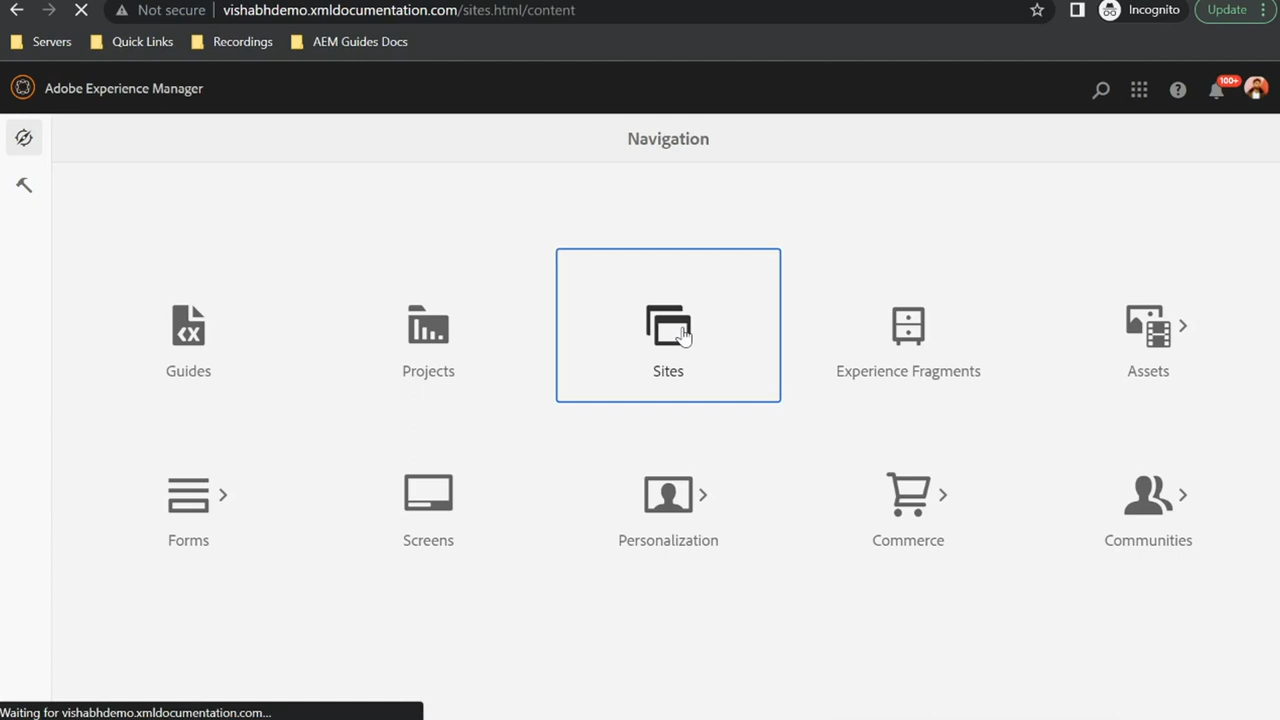 Not secure vishabhdemo.xmldocumentation.com/sites.html/content Incognito Update
Servers Quick Links Recordings AEM Guides Docs
Adobe Experience Manager 100+
Navigation
Guides Projects Sites Experience Fragments Assets
Forms Screens Personalization Commerce Communities
Waiting for vishabhdemo.xmldocumentation.com...